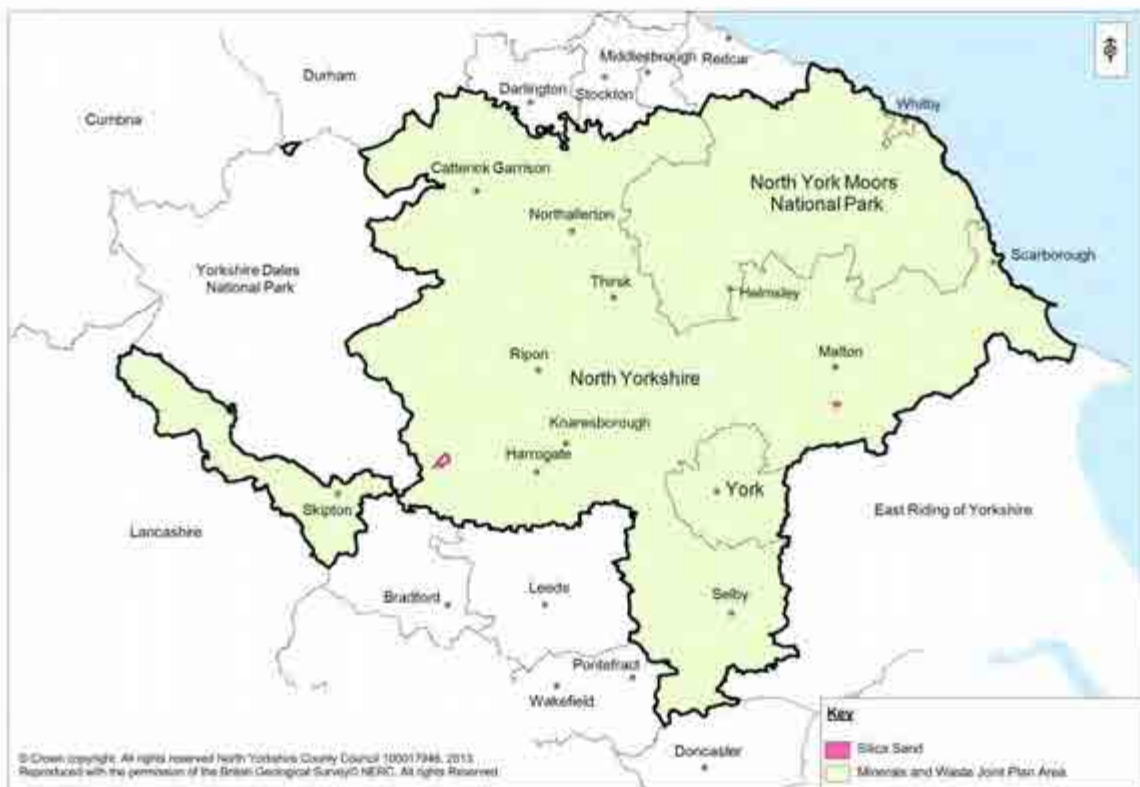 Middlesbrough
Redcar
Durham
Darlington
Stockton
Cumbria
Whitby
Catterick Garrison
North York Moors
National Park
Northallerton
Scarborough
Yorkshire Dales
National Park
Thirsk
Helmsley
Ripon
North Yorkshire
Malton
Knaresborough
Harrogate
York
Skipton
East Riding of Yorkshire
Lancashire
Bradford
Leeds
Selby
Pontefract
Wakefield
Doncaster
Key
Silica Sand
Minerals and Waste Joint Plan Area
© Crown copyright. All rights reserved North Yorkshire County Council 100017946, 2013
Reproduced with the permission of the British Geological Survey© NERC. All rights Reserved